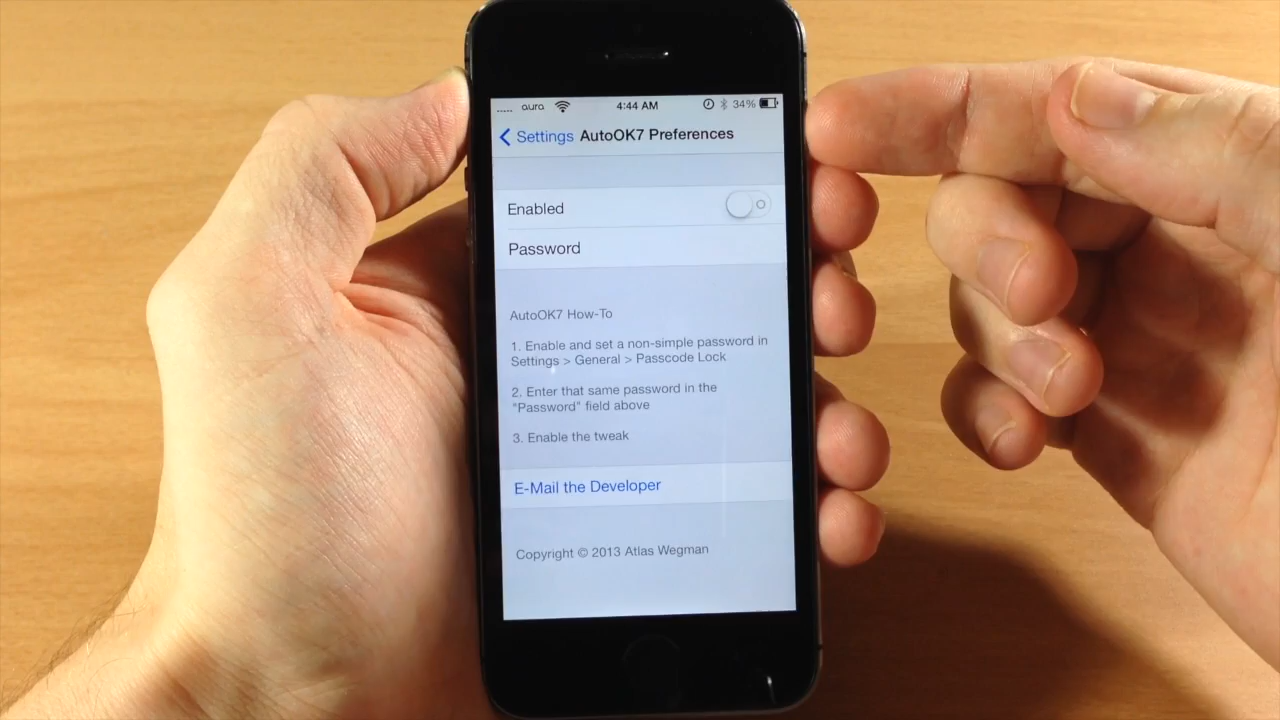 aura 4:44 AM 34%
Settings AutoOK7 Preferences
Enabled
Password
AutoOK7 How-To
1. Enable and set a non-simple password in
Settings > General > Passcode Lock
2. Enter that same password in the
"Password" field above
3. Enable the tweak
E-Mail the Developer
Copyright © 2013 Atlas Wegman